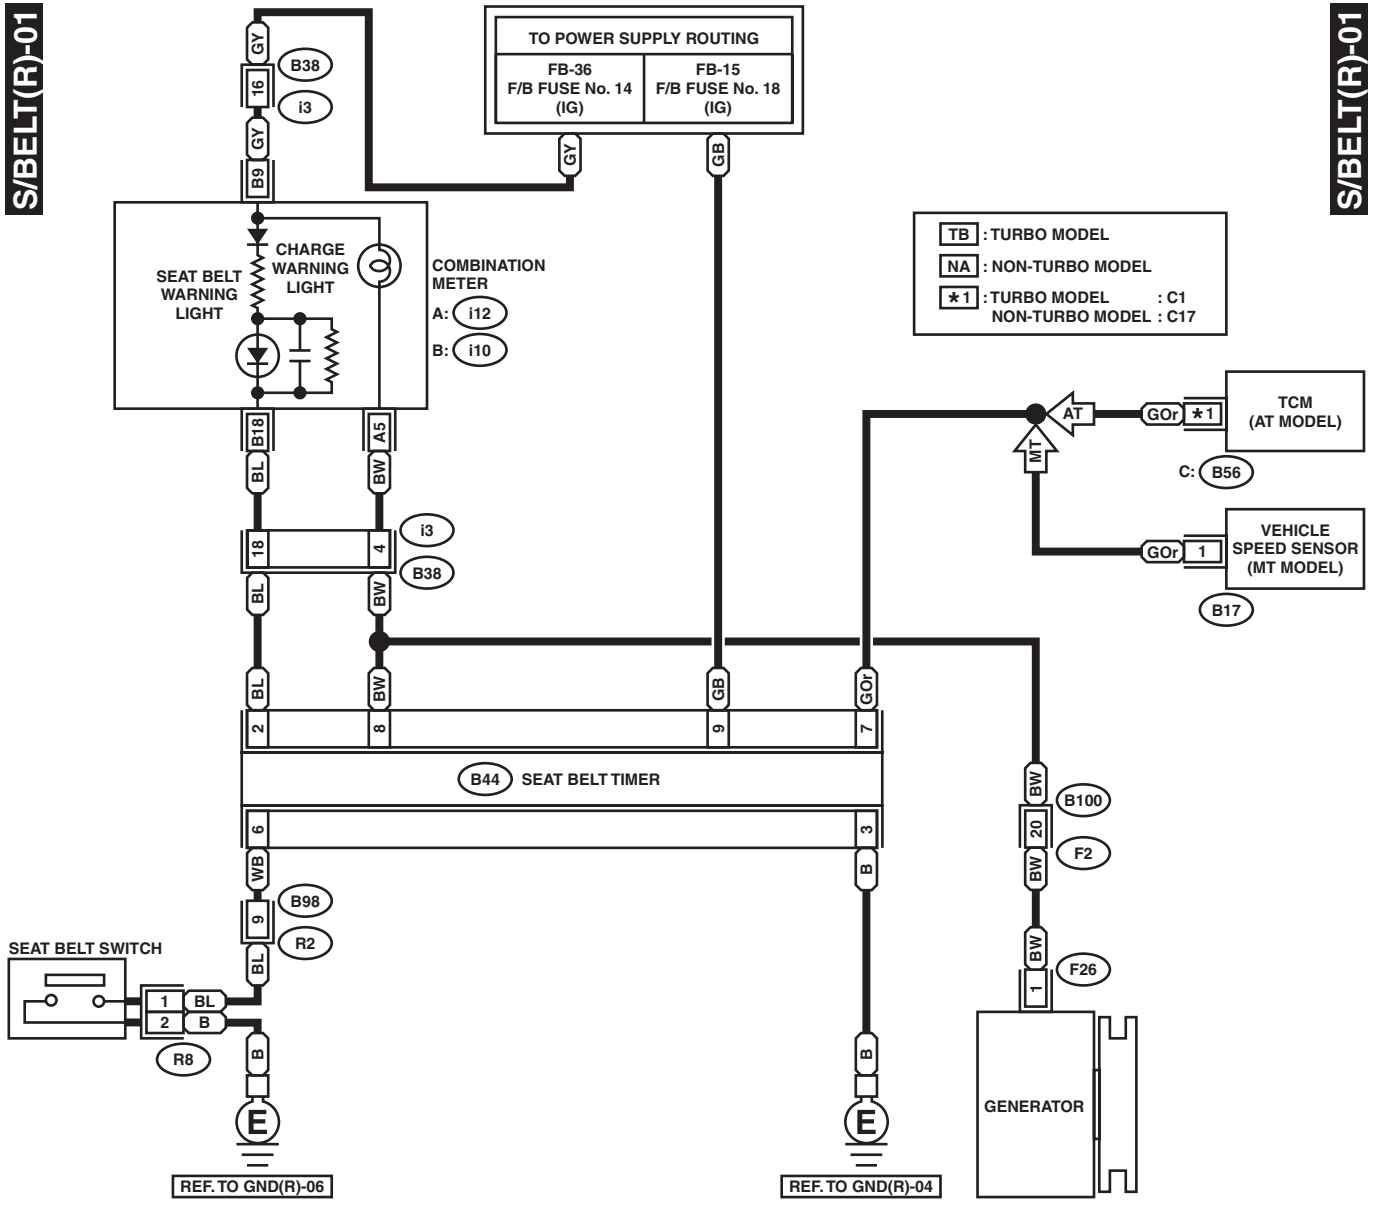 S/BELT(R)-01
S/BELT(R)-01
TO POWER SUPPLY ROUTING
FB-36
F/B FUSE No. 14
(IG)
FB-15
F/B FUSE No. 18
(IG)
GY
GB
GY
16
GY
B9
B38
i3
SEAT BELT
WARNING
LIGHT
CHARGE
WARNING
LIGHT
COMBINATION
METER
A: i12
B: i10
TB : TURBO MODEL
NA : NON-TURBO MODEL
*1 : TURBO MODEL : C1
NON-TURBO MODEL : C17
B18
A5
BL
BW
18
4
i3
B38
BL
BW
AT
MT
GOr
*1
TCM
(AT MODEL)
C: B56
GOr
1
VEHICLE
SPEED SENSOR
(MT MODEL)
B17
BL
BW
GB
GOr
2
8
9
7
B44 SEAT BELT TIMER
6
3
WB
B
9
B98
R2
BL
SEAT BELT SWITCH
1 BL
2 B
R8
B
B
E
E
REF. TO GND(R)-06
REF. TO GND(R)-04
BW
20
BW
B100
F2
BW
1
F26
GENERATOR